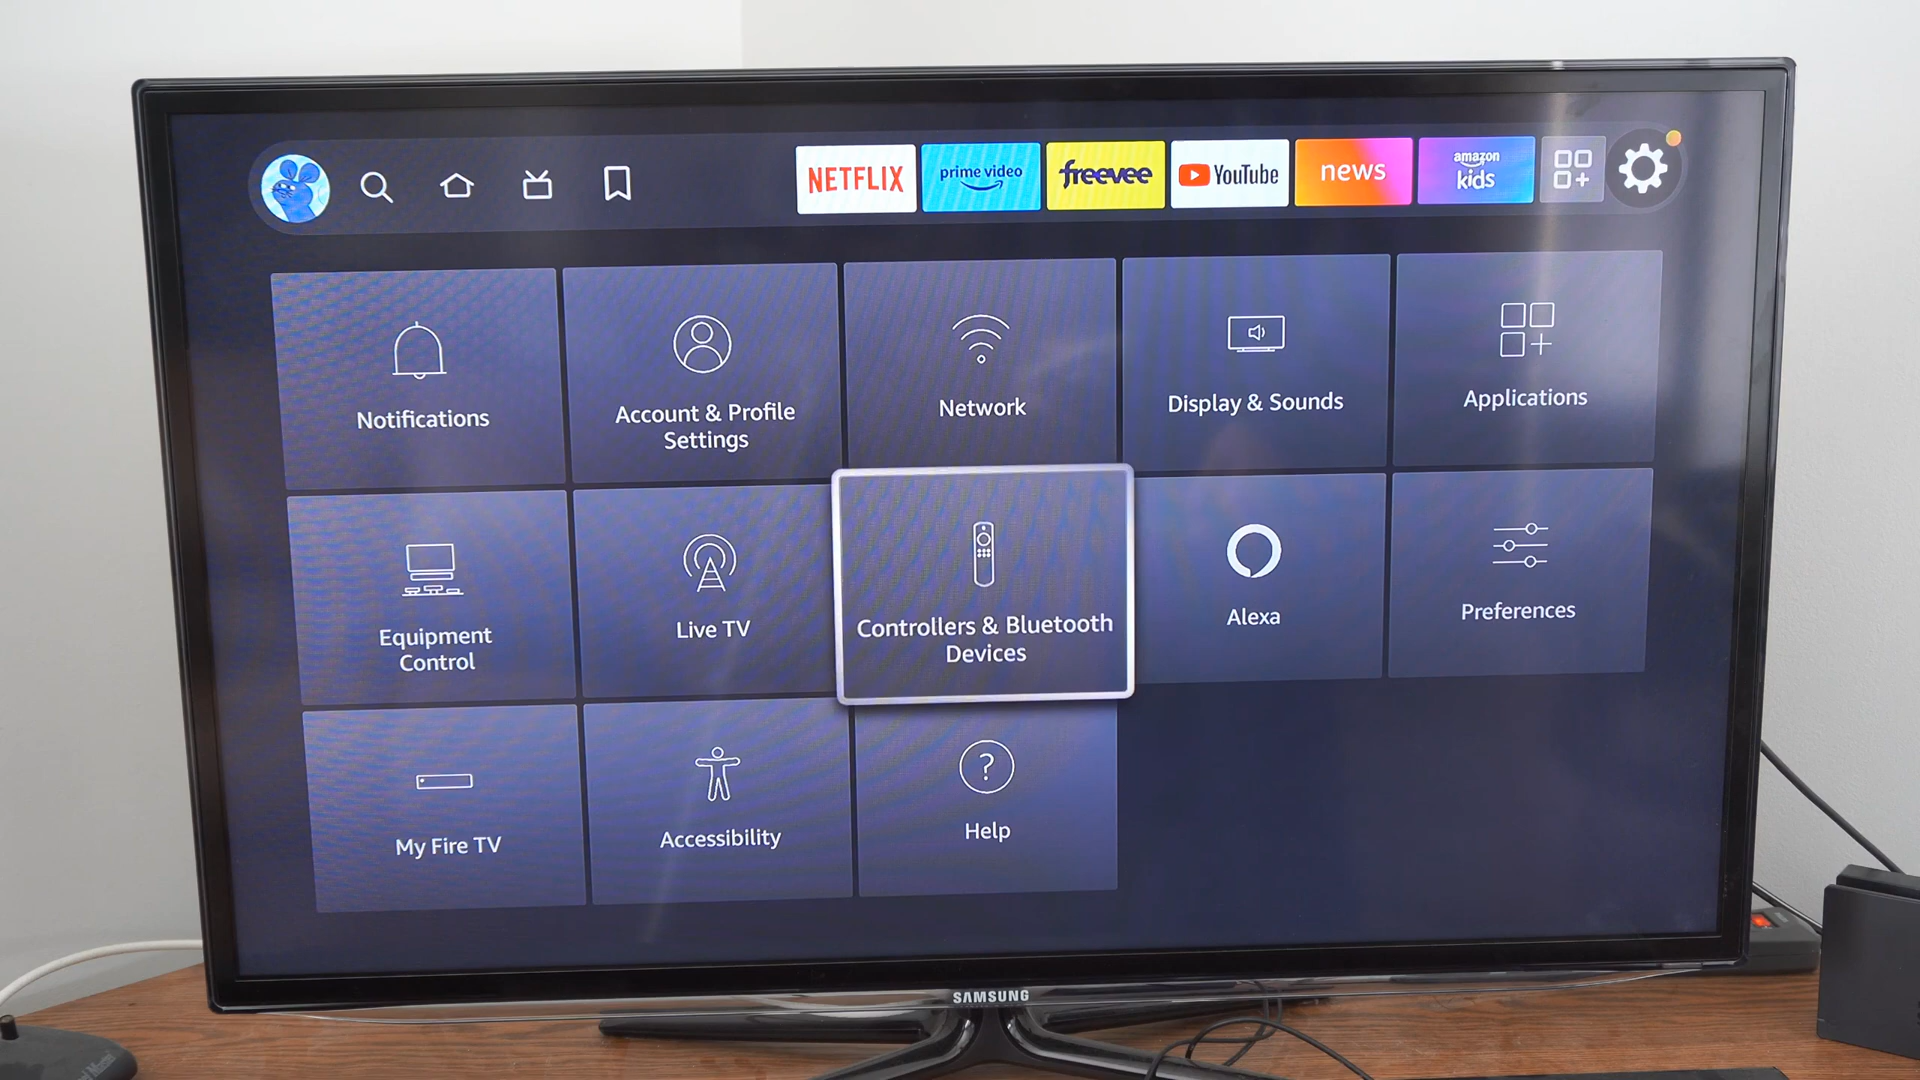 NETFLIX
prime video
freevee
YouTube
news
amazon
kids
Notifications
Account & Profile
Settings
Network
Display & Sounds
Applications
Equipment
Control
Live TV
Controllers & Bluetooth
Devices
Alexa
Preferences
My Fire TV
Accessibility
?
Help
SAMSUNG